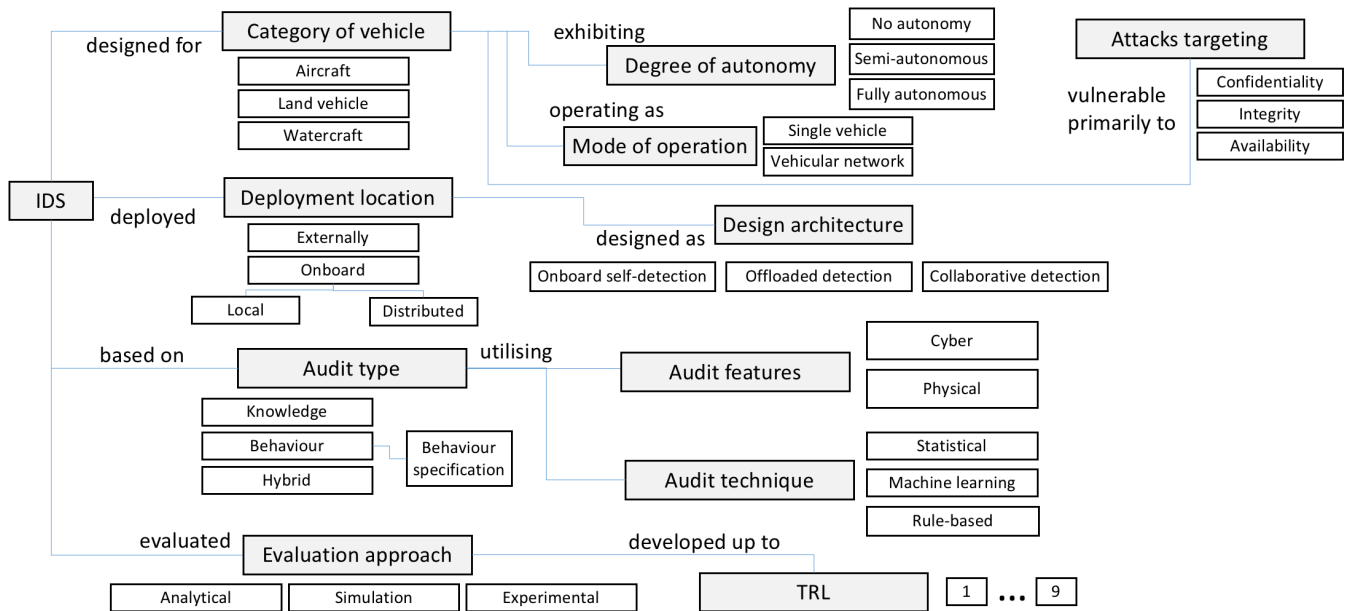 designed for
Category of vehicle
Aircraft
Land vehicle
Watercraft
exhibiting
Degree of autonomy
No autonomy
Semi-autonomous
Fully autonomous
operating as
Mode of operation
Single vehicle
Vehicular network
Attacks targeting
vulnerable
primarily to
Confidentiality
Integrity
Availability
IDS
deployed
Deployment location
Externally
Onboard
Local
Distributed
designed as
Design architecture
Onboard self-detection
Offloaded detection
Collaborative detection
based on
Audit type
Knowledge
Behaviour
Hybrid
Behaviour
specification
utilising
Audit features
Cyber
Physical
Audit technique
Statistical
Machine learning
Rule-based
evaluated
Evaluation approach
Analytical
Simulation
Experimental
developed up to
TRL
1 ... 9